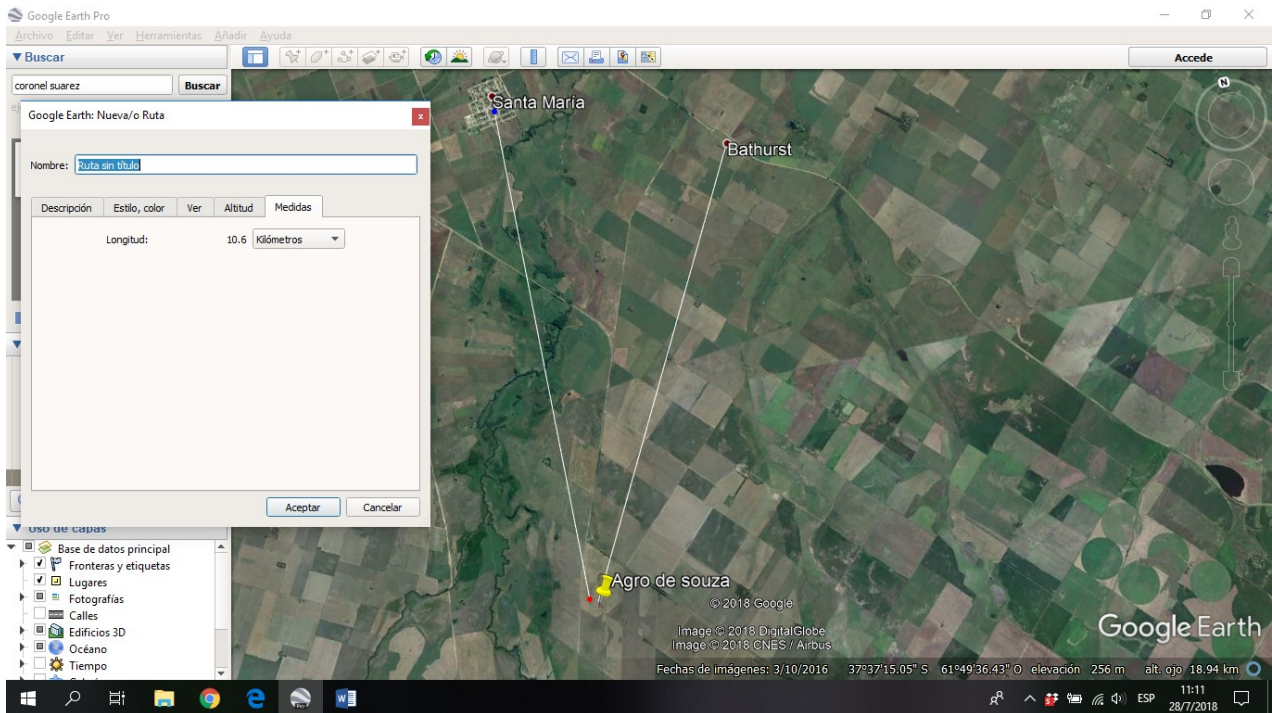 Google Earth Pro
Archivo Editar Ver Herramientas Añadir Ayuda
Buscar
Accede
coronel suarez
Buscar
Google Earth: Nueva/o Ruta
x
Nombre: Ruta sin título
Descripción Estilo, color Ver Altitud Medidas
Longitud: 10.6 Kilómetros
Aceptar Cancelar
Uso de capas
Base de datos principal
Fronteras y etiquetas
Lugares
Fotografías
Calles
Edificios 3D
Océano
Tiempo
N
Santa María
Bathurst
Agro de souza
© 2018 Google
Image © 2018 DigitalGlobe
Image © 2018 CNES / Airbus
Google Earth
Fechas de imágenes: 3/10/2016 37°37'15.05" S 61°49'36.43" O elevación 256 m alt. ojo 18.94 km
ESP
11:11
28/7/2018